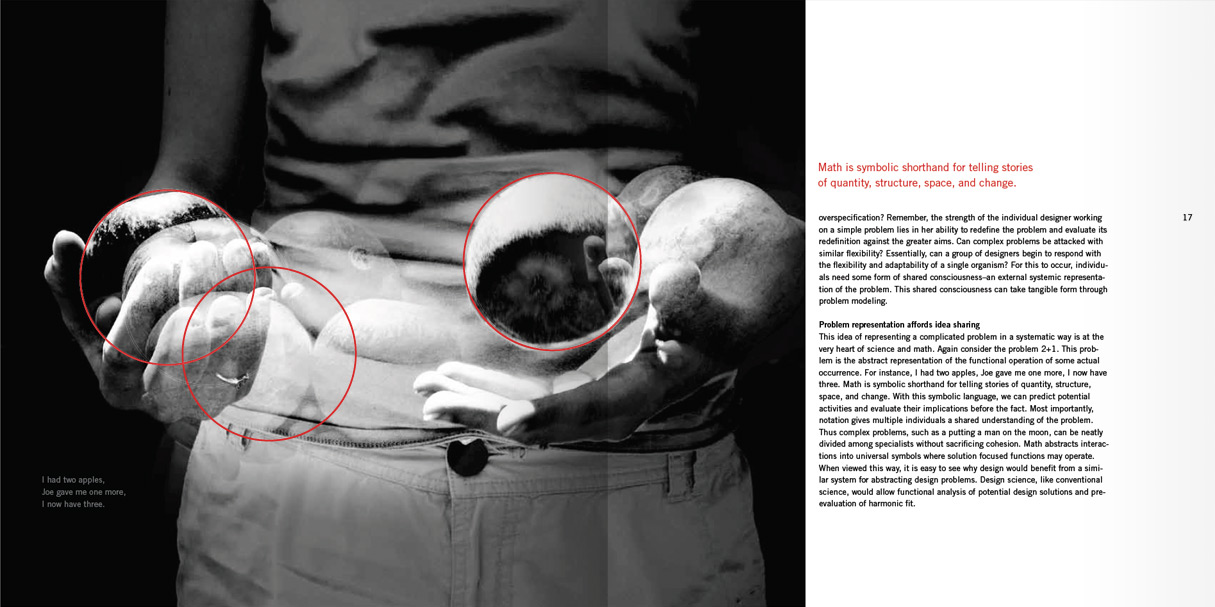 I had two apples,
Joe gave me one more,
I now have three.
Math is symbolic shorthand for telling stories
of quantity, structure, space, and change.
17
overspecification? Remember, the strength of the individual designer working
on a simple problem lies in her ability to redefine the problem and evaluate its
redefinition against the greater aims. Can complex problems be attacked with
similar flexibility? Essentially, can a group of designers begin to respond with
the flexibility and adaptability of a single organism? For this to occur, individu-
als need some form of shared consciousness–an external systemic representa-
tion of the problem. This shared consciousness can take tangible form through
problem modeling.
Problem representation affords idea sharing
This idea of representing a complicated problem in a systematic way is at the
very heart of science and math. Again consider the problem 2+1. This prob-
lem is the abstract representation of the functional operation of some actual
occurrence. For instance, I had two apples, Joe gave me one more, I now have
three. Math is symbolic shorthand for telling stories of quantity, structure,
space, and change. With this symbolic language, we can predict potential
activities and evaluate their implications before the fact. Most importantly,
notation gives multiple individuals a shared understanding of the problem.
Thus complex problems, such as a putting a man on the moon, can be neatly
divided among specialists without sacrificing cohesion. Math abstracts interac-
tions into universal symbols where solution focused functions may operate.
When viewed this way, it is easy to see why design would benefit from a simi-
lar system for abstracting design problems. Design science, like conventional
science, would allow functional analysis of potential design solutions and pre-
evaluation of harmonic fit.